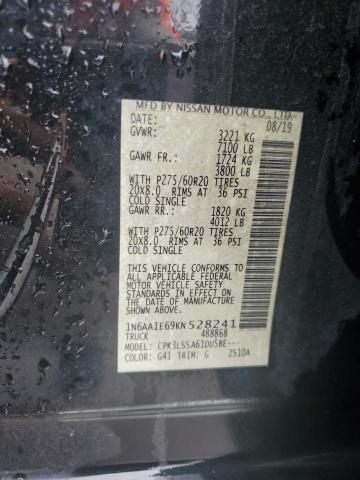 MFD BY NISSAN MOTOR CO., LTD.
DATE: 08/19
GVWR: 3221 KG
7100 LB
GAWR FR.: 1724 KG
3800 LB
WITH P275/60R20 TIRES
20X8.0 RIMS AT 36 PSI
COLD SINGLE
GAWR RR.: 1820 KG
4012 LB
WITH P275/60R20 TIRES
20X8.0 RIMS AT 36 PSI
COLD SINGLE
THIS VEHICLE CONFORMS TO ALL
APPLICABLE FEDERAL MOTOR
VEHICLE SAFETY STANDARDS IN
EFFECT ON THE DATE OF
MANUFACTURE SHOWN ABOVE.
1N6AA1E69KN528241
TRUCK 488868
MODEL: CPK3LSSA61DU5BE---
COLOR: G41 TRIM: G ZS10A